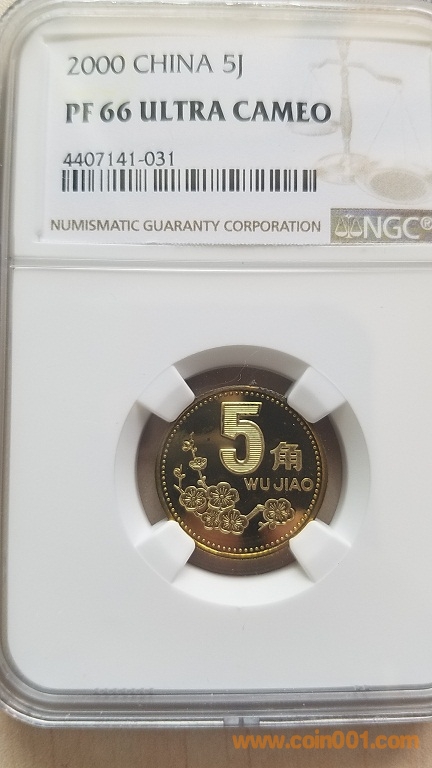 2000 CHINA 5J
PF 66 ULTRA CAMEO
4407141-031
NUMISMATIC GUARANTY CORPORATION NGC®
5角
WU JIAO
www.coin001.com